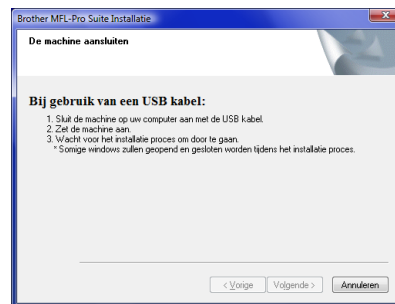 Brother MFL-Pro Suite Installatie
De machine aansluiten
Bij gebruik van een USB kabel:
1. Sluit de machine op uw computer aan met de USB kabel.
2. Zet de machine aan.
3. Wacht voor het installatie proces om door te gaan.
* Somige windows zullen geopend en gesloten worden tijdens het installatie proces.
< Vorige Volgende > Annuleren